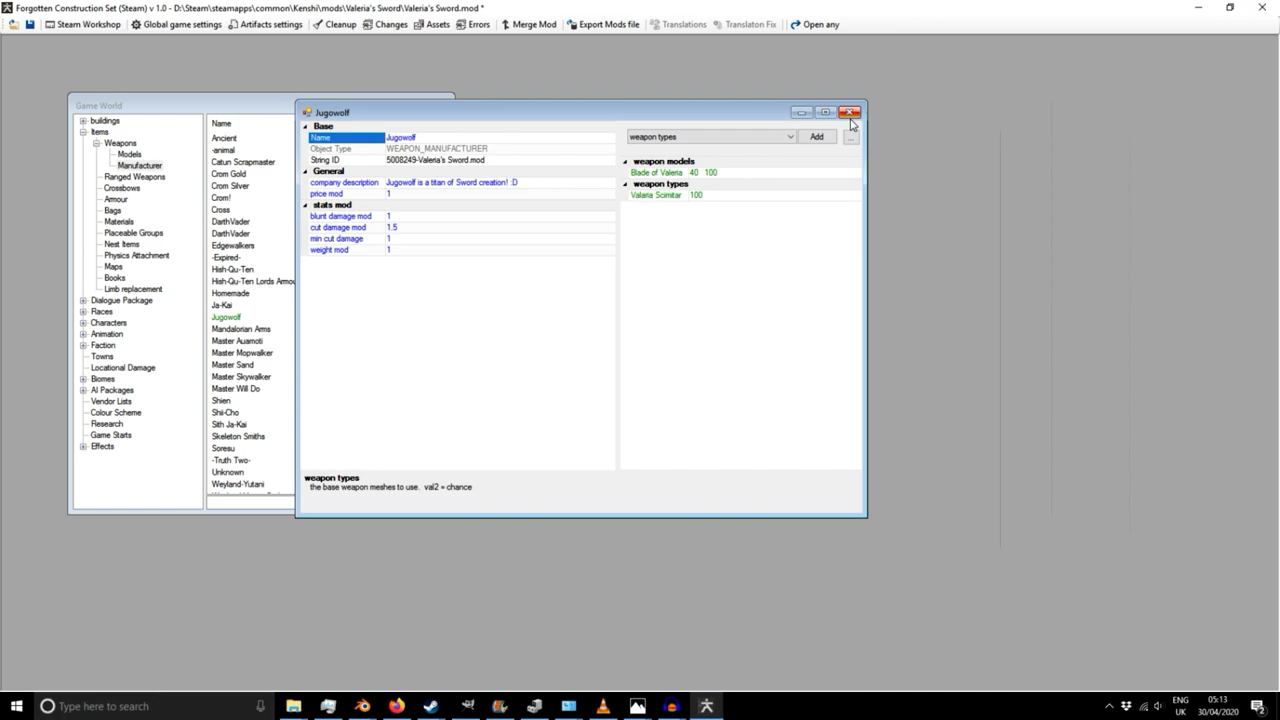 Forgotten Construction Set (Steam) v 1.0 - D:\Steam\steamapps\common\Kenshi\mods\Valeria's Sword\Valeria's Sword.mod *
Steam Workshop Global game settings Artifacts settings Cleanup Changes Assets Errors Merge Mod Export Mods file Translations Translaton Fix Open any
Game World
buildings
Items
Weapons
Models
Manufacturer
Ranged Weapons
Crossbows
Armour
Bags
Materials
Placeable Groups
Nest Items
Physics Attachment
Maps
Books
Limb replacement
Dialogue Package
Races
Characters
Animation
Faction
Towns
Locational Damage
Biomes
AI Packages
Vendor Lists
Colour Scheme
Research
Game Starts
Effects
Name
Ancient
-animal
Catun Scrapmaster
Crom Gold
Crom Silver
Crom!
Cross
DarthVader
DarthVader
Edgewalkers
-Expired-
Hish-Qu-Ten
Hish-Qu-Ten Lords Armou
Homemade
Ja-Kai
Jugowolf
Mandalorian Arms
Master Auamoti
Master Mopwalker
Master Sand
Master Skywalker
Master Will Do
Shien
Shii-Cho
Sith Ja-Kai
Skeleton Smiths
Soresu
-Truth Two-
Unknown
Weyland-Yutani
Jugowolf
Base
Name Jugowolf
Object Type WEAPON_MANUFACTURER
String ID 5008249-Valeria's Sword.mod
General
company description Jugowolf is a titan of Sword creation! :D
price mod 1
stats mod
blunt damage mod 1
cut damage mod 1.5
min cut damage 1
weight mod 1
weapon types Add ...
weapon models
Blade of Valeria 40 100
weapon types
Valaria Scimitar 100
weapon types
the base weapon meshes to use. val2 = chance
Type here to search
ENG
UK
05:13
30/04/2020
2